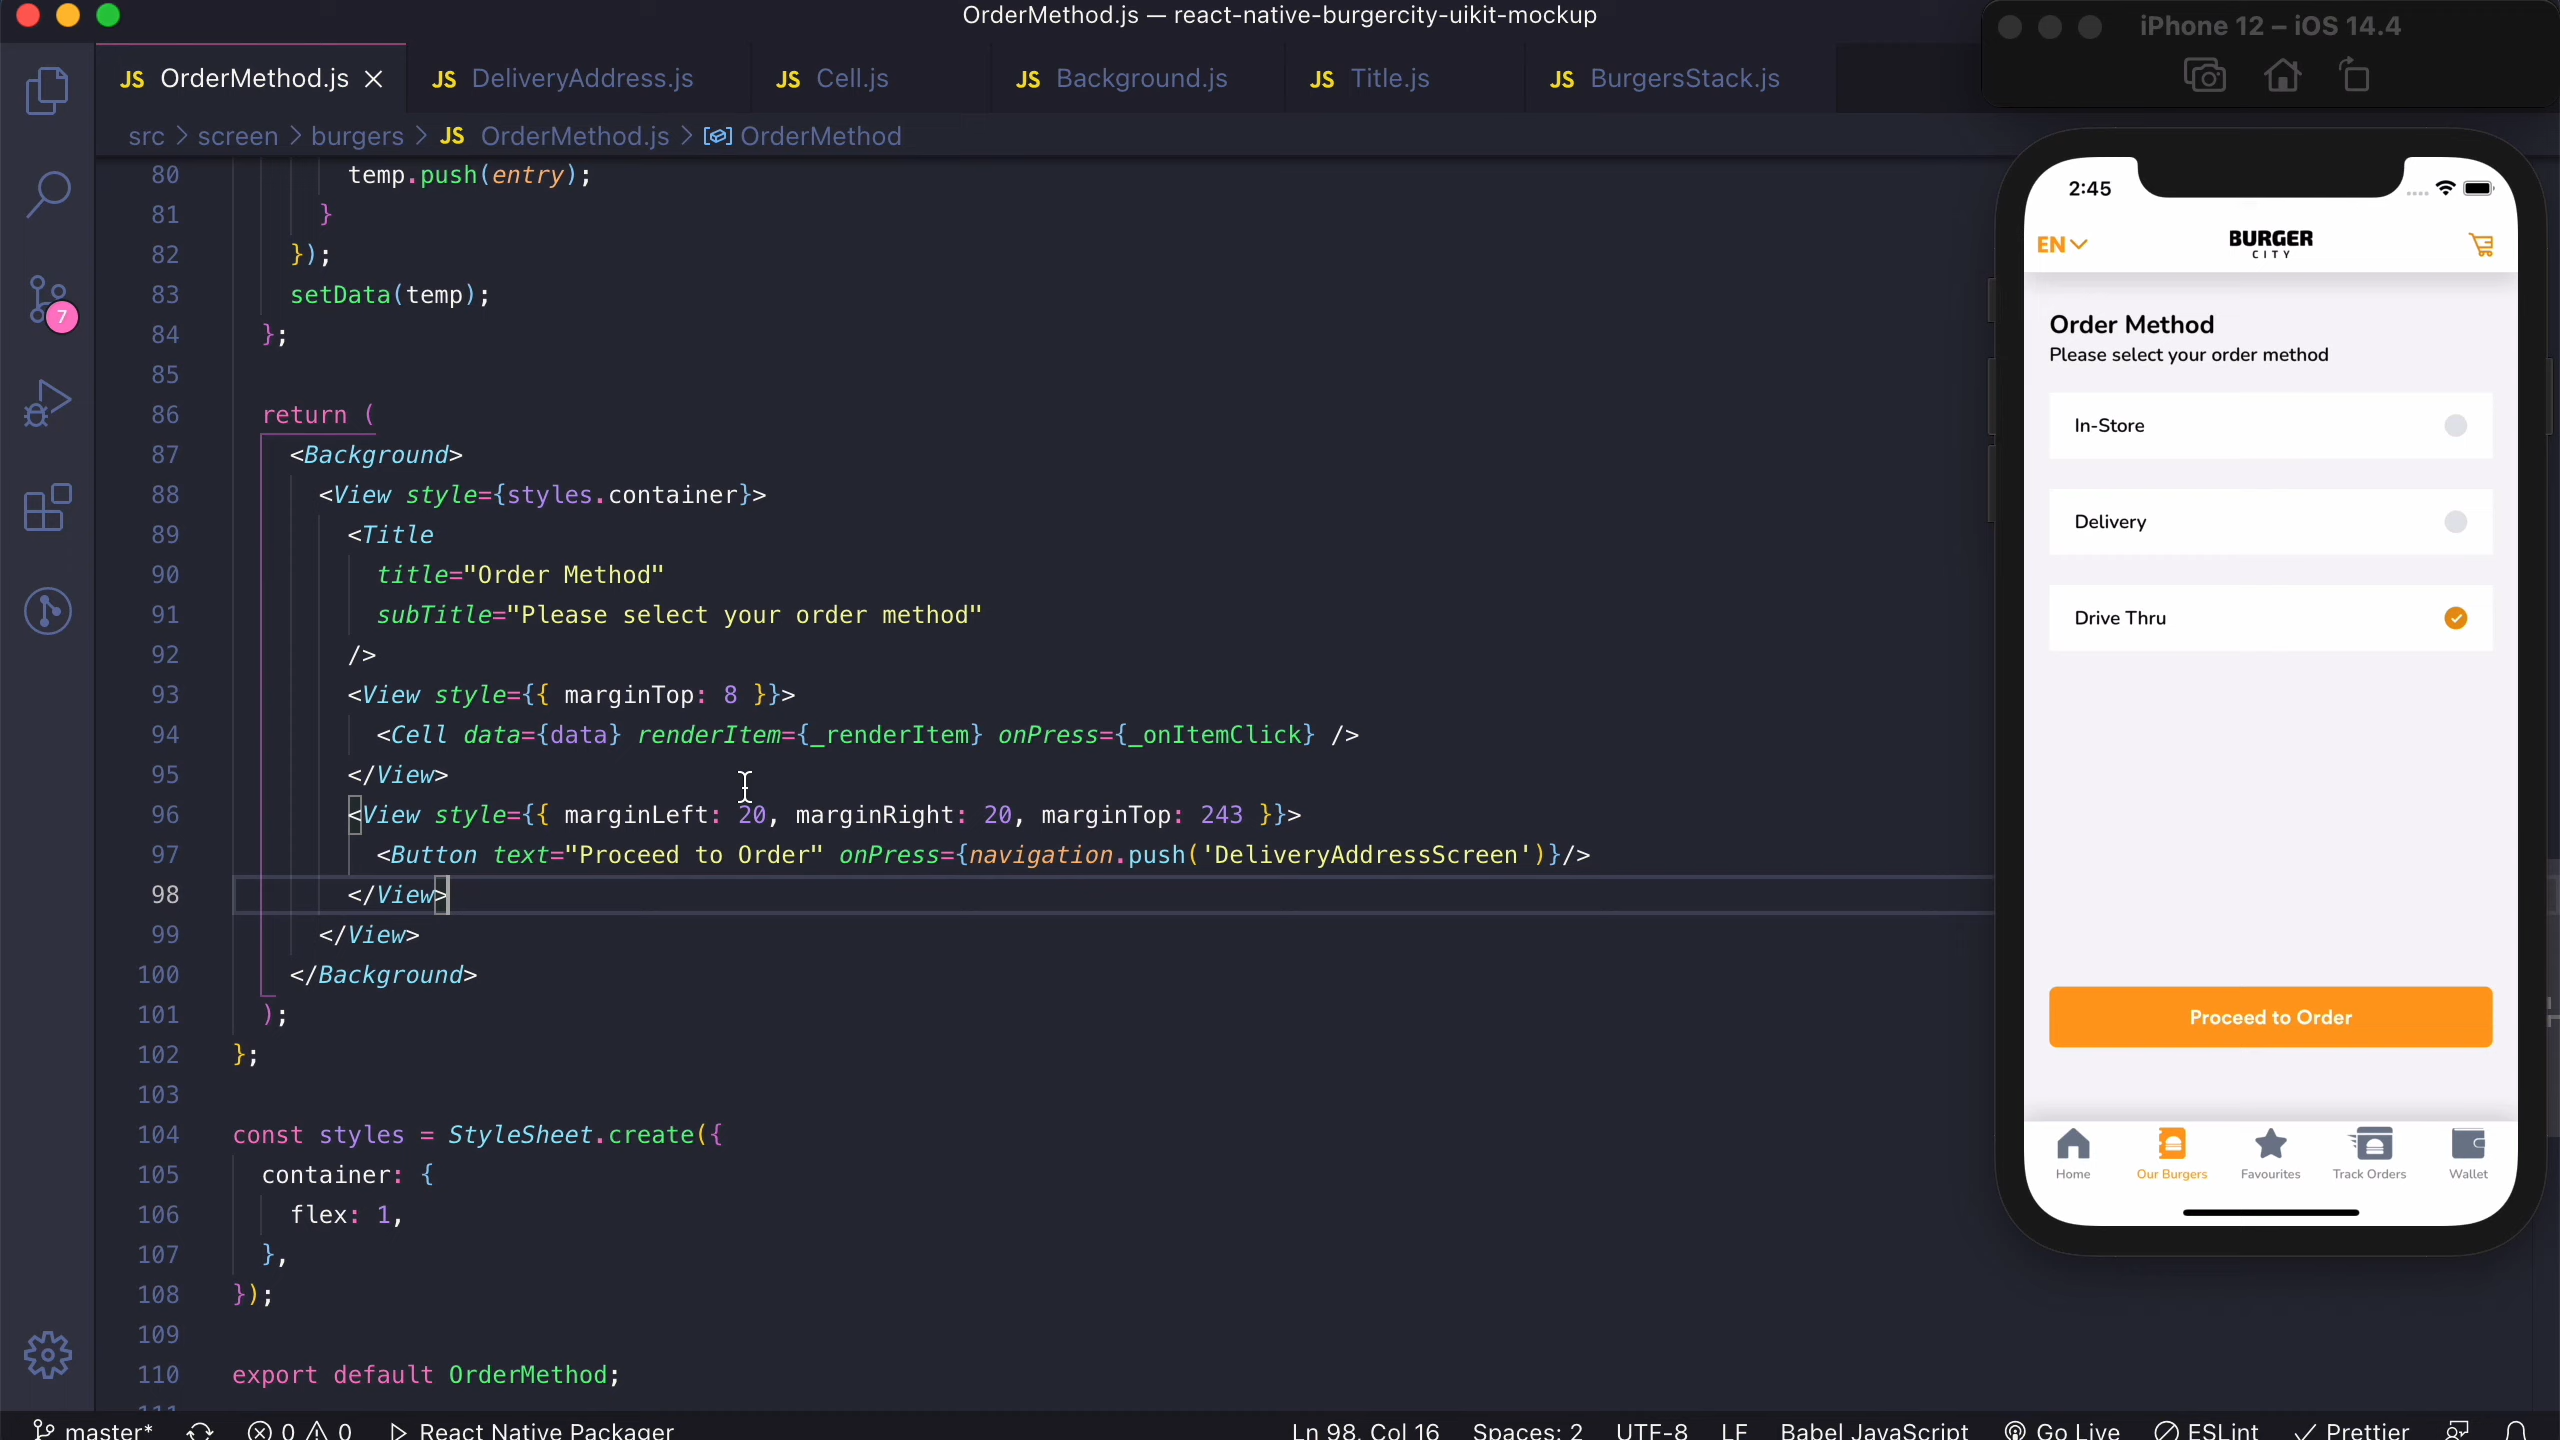 OrderMethod.js — react-native-burgercity-uikit-mockup
iPhone 12 – iOS 14.4
JS OrderMethod.js
JS DeliveryAddress.js
JS Cell.js
JS Background.js
JS Title.js
JS BurgersStack.js
src > screen > burgers > JS OrderMethod.js > OrderMethod
7
80 temp.push(entry);
81 }
82 });
83 setData(temp);
84 };
85
86 return (
87 <Background>
88 <View style={styles.container}>
89 <Title
90 title="Order Method"
91 subTitle="Please select your order method"
92 />
93 <View style={{ marginTop: 8 }}>
94 <Cell data={data} renderItem={_renderItem} onPress={_onItemClick} />
95 </View>
96 <View style={{ marginLeft: 20, marginRight: 20, marginTop: 243 }}>
97 <Button text="Proceed to Order" onPress={navigation.push('DeliveryAddressScreen')}/>
98 </View>
99 </View>
100 </Background>
101 );
102 };
103
104 const styles = StyleSheet.create({
105 container: {
106 flex: 1,
107 },
108 });
109
110 export default OrderMethod;
2:45
EN
BURGER
CITY
Order Method
Please select your order method
In-Store
Delivery
Drive Thru
Proceed to Order
Home
Our Burgers
Favourites
Track Orders
Wallet
master*
0
0
React Native Packager
Ln 98, Col 16
Spaces: 2
UTF-8
LF
Babel JavaScript
Go Live
ESLint
Prettier